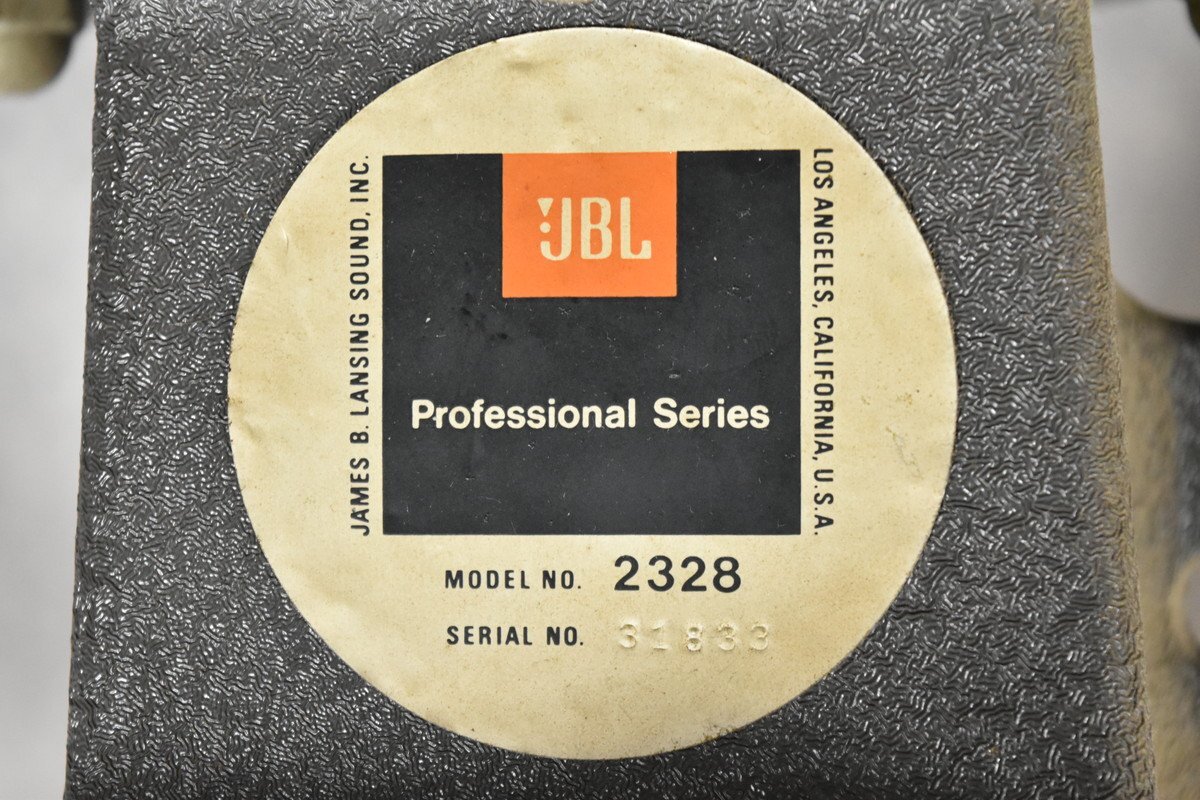 JBL
Professional Series
JAMES B. LANSING SOUND, INC.
LOS ANGELES, CALIFORNIA, U.S.A.
MODEL NO. 2328
SERIAL NO. 31833